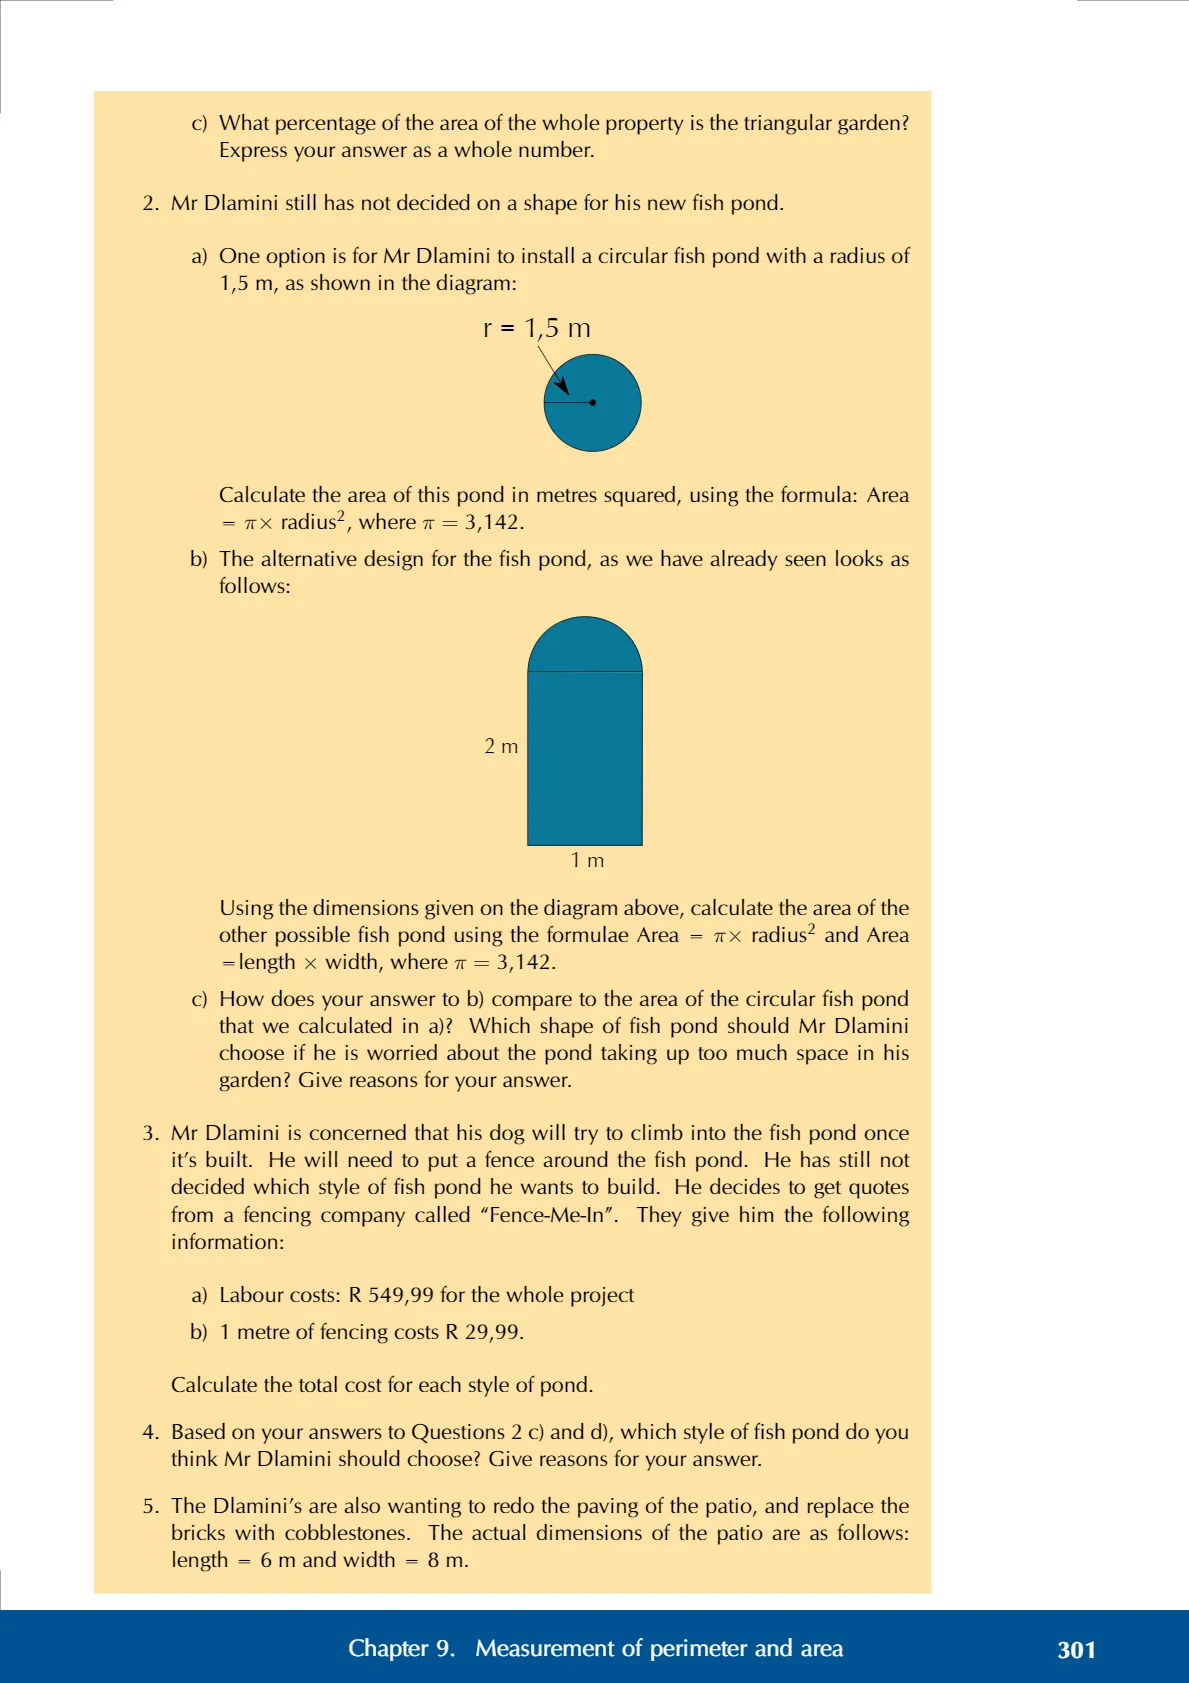 c) What percentage of the area of the whole property is the triangular garden?
Express your answer as a whole number.
2. Mr Dlamini still has not decided on a shape for his new fish pond.
a) One option is for Mr Dlamini to install a circular fish pond with a radius of
1,5 m, as shown in the diagram:
r = 1,5 m
Calculate the area of this pond in metres squared, using the formula: Area
= π× radius², where π = 3,142.
b) The alternative design for the fish pond, as we have already seen looks as
follows:
2 m
1 m
Using the dimensions given on the diagram above, calculate the area of the
other possible fish pond using the formulae Area = π× radius² and Area
=length × width, where π = 3,142.
c) How does your answer to b) compare to the area of the circular fish pond
that we calculated in a)? Which shape of fish pond should Mr Dlamini
choose if he is worried about the pond taking up too much space in his
garden? Give reasons for your answer.
3. Mr Dlamini is concerned that his dog will try to climb into the fish pond once
it’s built. He will need to put a fence around the fish pond. He has still not
decided which style of fish pond he wants to build. He decides to get quotes
from a fencing company called “Fence-Me-In”. They give him the following
information:
a) Labour costs: R 549,99 for the whole project
b) 1 metre of fencing costs R 29,99.
Calculate the total cost for each style of pond.
4. Based on your answers to Questions 2 c) and d), which style of fish pond do you
think Mr Dlamini should choose? Give reasons for your answer.
5. The Dlamini’s are also wanting to redo the paving of the patio, and replace the
bricks with cobblestones. The actual dimensions of the patio are as follows:
length = 6 m and width = 8 m.
Chapter 9. Measurement of perimeter and area 301